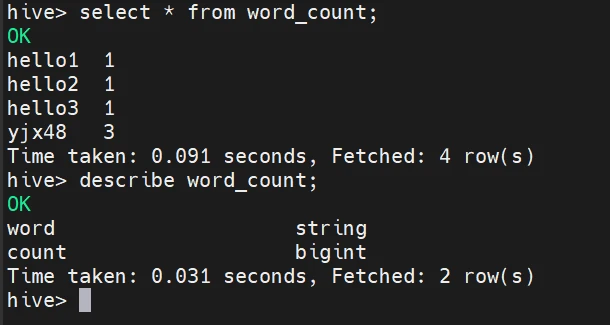 hive> select * from word_count;
OK
hello1  1
hello2  1
hello3  1
yjx48   3
Time taken: 0.091 seconds, Fetched: 4 row(s)
hive> describe word_count;
OK
word                    string
count                   bigint
Time taken: 0.031 seconds, Fetched: 2 row(s)
hive>